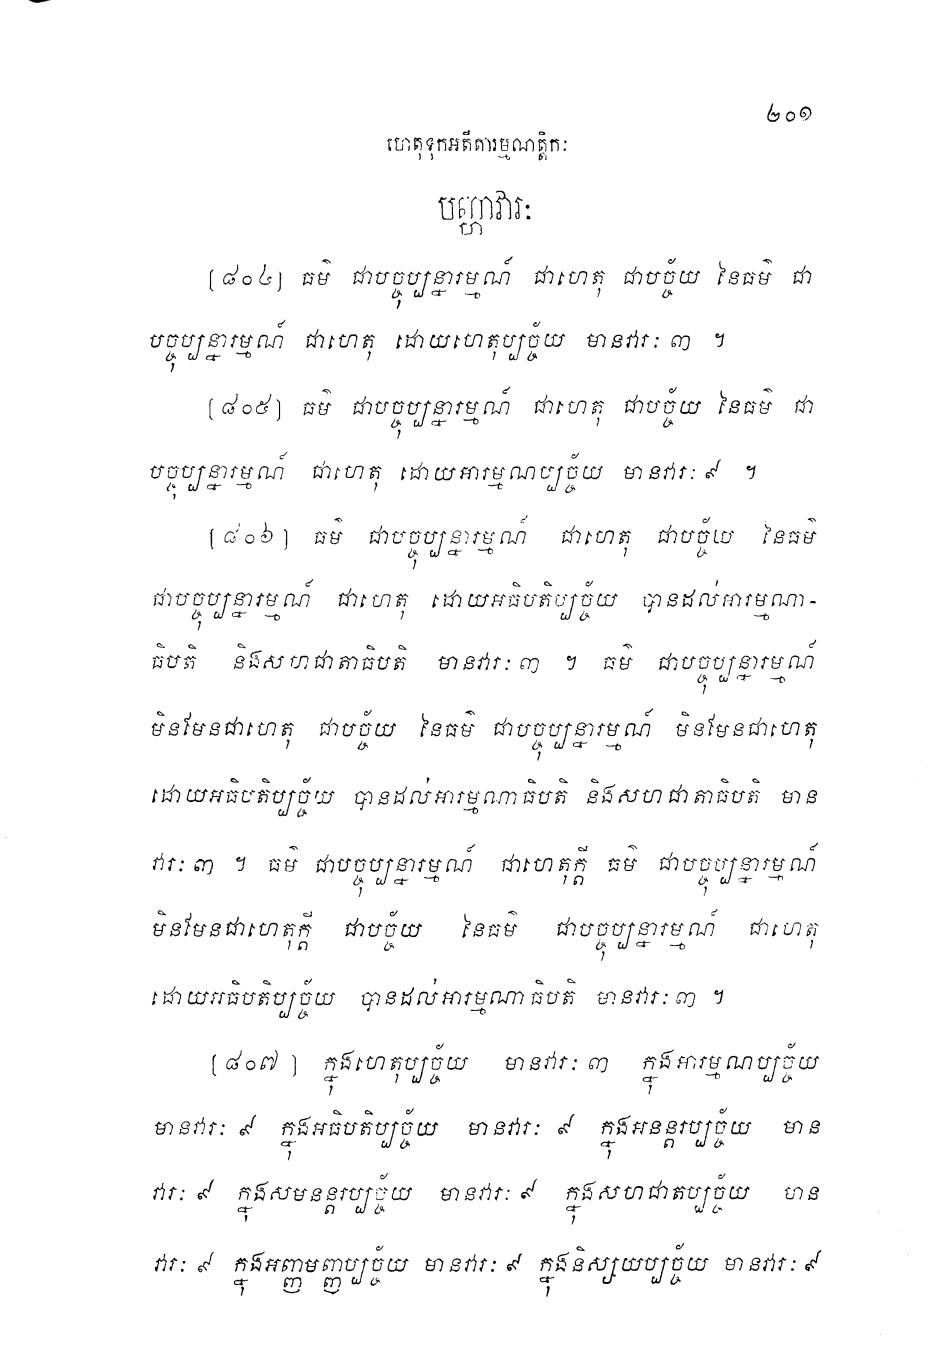 ២០១
ហេតុទុកអតីតារម្មណត្តិកៈ
បញ្ហាវារៈ
[៨០៤] ធម៌ ជាបច្ចុប្បន្នារម្មណ៍ ជាហេតុ ជាបច្ច័យ នៃធម៌ ជា
បច្ចុប្បន្នារម្មណ៍ ជាហេតុ ដោយហេតុប្បច្ច័យ មានវារៈ ៣ ។
[៨០៥] ធម៌ ជាបច្ចុប្បន្នារម្មណ៍ ជាហេតុ ជាបច្ច័យ នៃធម៌ ជា
បច្ចុប្បន្នារម្មណ៍ ជាហេតុ ដោយអារម្មណប្បច្ច័យ មានវារៈ ៩ ។
[៨០៦] ធម៌ ជាបច្ចុប្បន្នារម្មណ៍ ជាហេតុ ជាបច្ច័យ នៃធម៌
ជាបច្ចុប្បន្នារម្មណ៍ ជាហេតុ ដោយអធិបតិប្បច្ច័យ បានដល់អារម្មណា-
ធិបតិ និងសហជាតាធិបតិ មានវារៈ ៣ ។ ធម៌ ជាបច្ចុប្បន្នារម្មណ៍
មិនមែនជាហេតុ ជាបច្ច័យ នៃធម៌ ជាបច្ចុប្បន្នារម្មណ៍ មិនមែនជាហេតុ
ដោយអធិបតិប្បច្ច័យ បានដល់អារម្មណាធិបតិ និងសហជាតាធិបតិ មាន
វារៈ ៣ ។ ធម៌ ជាបច្ចុប្បន្នារម្មណ៍ ជាហេតុក្តី ធម៌ ជាបច្ចុប្បន្នារម្មណ៍
មិនមែនជាហេតុក្តី ជាបច្ច័យ នៃធម៌ ជាបច្ចុប្បន្នារម្មណ៍ ជាហេតុ
ដោយអធិបតិប្បច្ច័យ បានដល់អារម្មណាធិបតិ មានវារៈ ៣ ។
[៨០៧] ក្នុងហេតុប្បច្ច័យ មានវារៈ ៣ ក្នុងអារម្មណប្បច្ច័យ
មានវារៈ ៩ ក្នុងអធិបតិប្បច្ច័យ មានវារៈ ៩ ក្នុងអនន្តរប្បច្ច័យ មាន
វារៈ ៩ ក្នុងសមនន្តរប្បច្ច័យ មានវារៈ ៩ ក្នុងសហជាតប្បច្ច័យ មាន
វារៈ ៩ ក្នុងអញ្ញមញ្ញប្បច្ច័យ មានវារៈ ៩ ក្នុងនិស្សយប្បច្ច័យ មានវារៈ ៩